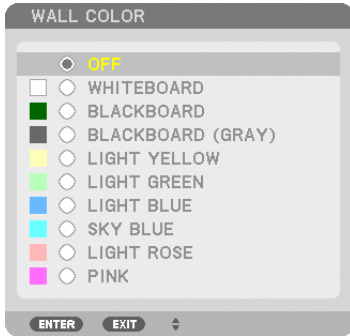 WALL COLOR
OFF
WHITEBOARD
BLACKBOARD
BLACKBOARD (GRAY)
LIGHT YELLOW
LIGHT GREEN
LIGHT BLUE
SKY BLUE
LIGHT ROSE
PINK
ENTER EXIT